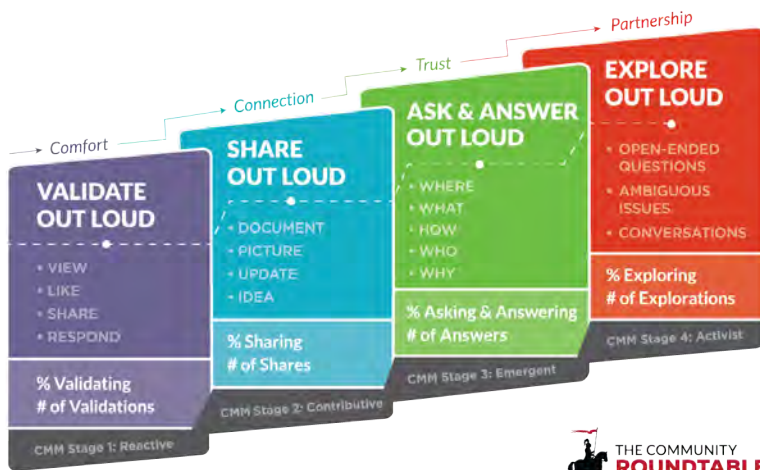 Comfort
VALIDATE
OUT LOUD
• VIEW
• LIKE
• SHARE
• RESPOND
% Validating
# of Validations
CMM Stage 1: Reactive
Connection
SHARE
OUT LOUD
• DOCUMENT
• PICTURE
• UPDATE
• IDEA
% Sharing
# of Shares
CMM Stage 2: Contributive
Trust
ASK & ANSWER
OUT LOUD
• WHERE
• WHAT
• HOW
• WHO
• WHY
% Asking & Answering
# of Answers
CMM Stage 3: Emergent
Partnership
EXPLORE
OUT LOUD
• OPEN-ENDED
QUESTIONS
• AMBIGUOUS
ISSUES
• CONVERSATIONS
% Exploring
# of Explorations
CMM Stage 4: Activist
THE COMMUNITY
ROUNDTABLE